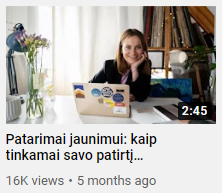 2:45
Patarimai jaunimui: kaip
tinkamai savo patirtį...
16K views • 5 months ago